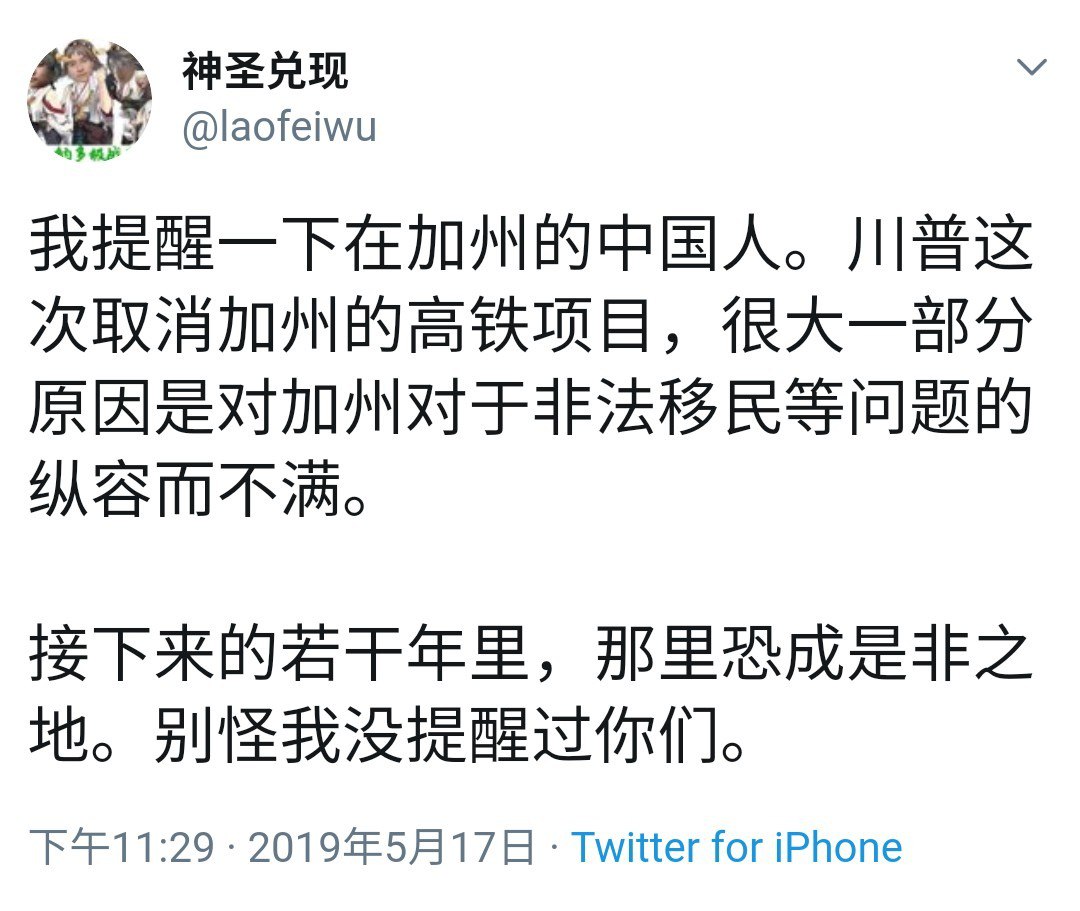 神圣兑现
@laofeiwu
我提醒一下在加州的中国人。川普这
次取消加州的高铁项目，很大一部分
原因是对加州对于非法移民等问题的
纵容而不满。
接下来的若干年里，那里恐成是非之
地。别怪我没提醒过你们。
下午11:29 · 2019年5月17日 · Twitter for iPhone